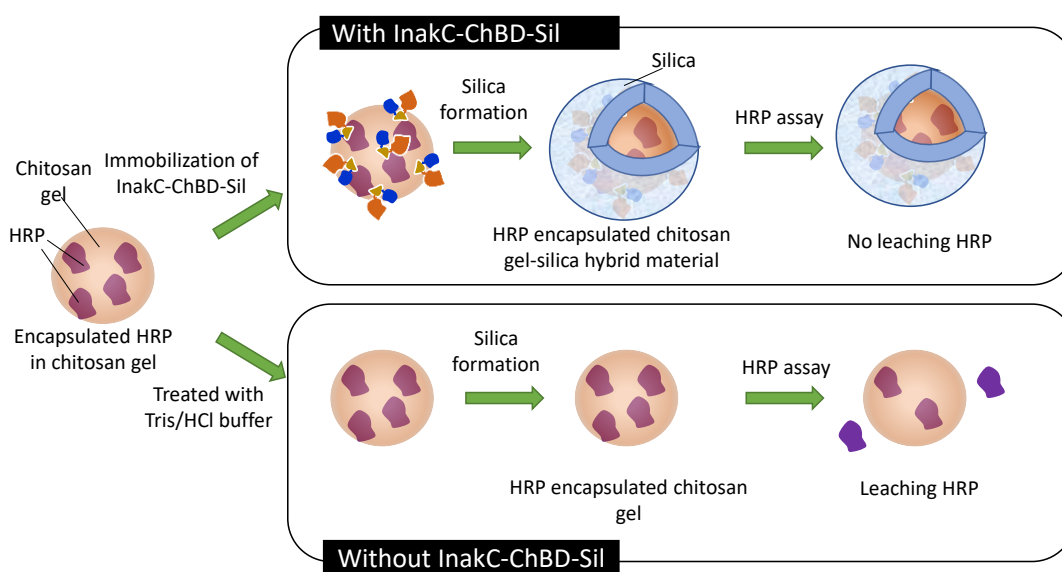 With InakC-ChBD-Sil
Silica
Silica
formation
HRP assay
HRP encapsulated chitosan
gel-silica hybrid material
No leaching HRP
Immobilization of
InakC-ChBD-Sil
Chitosan
gel
HRP
Encapsulated HRP
in chitosan gel
Treated with
Tris/HCl buffer
Silica
formation
HRP assay
HRP encapsulated chitosan
gel
Leaching HRP
Without InakC-ChBD-Sil